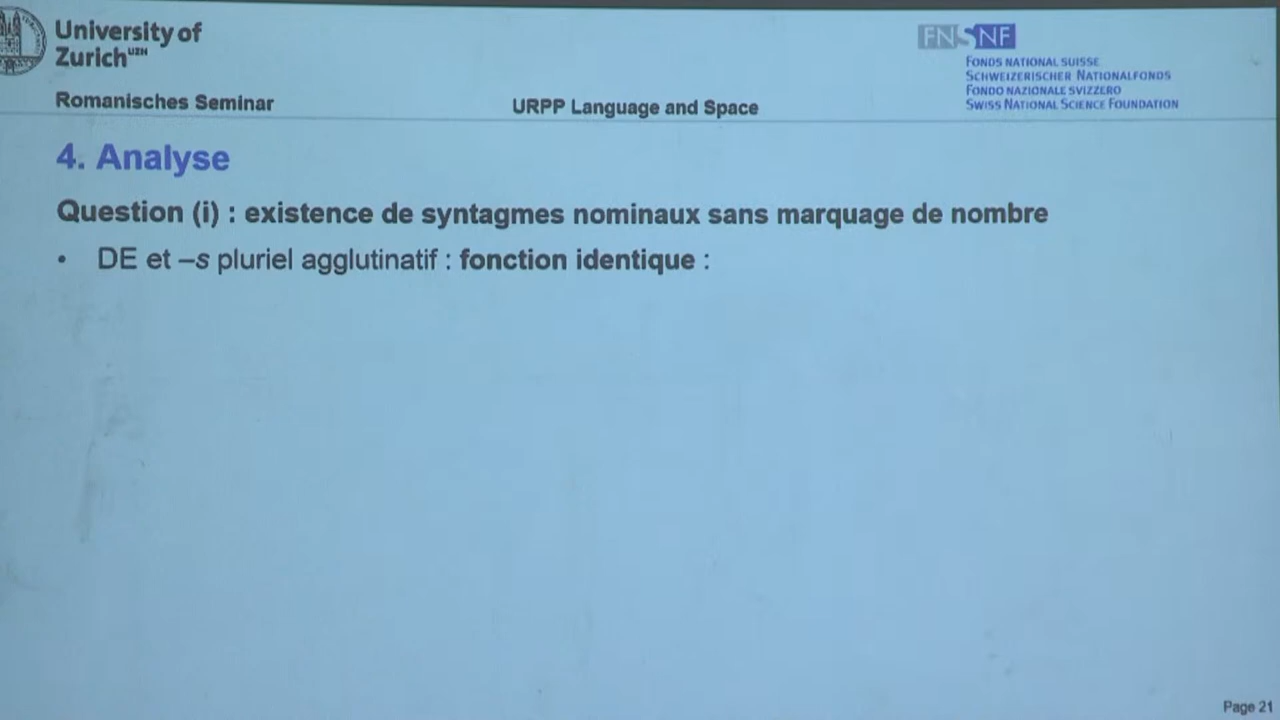 University of
Zurich UZH
FNSNF
FONDS NATIONAL SUISSE
SCHWEIZERISCHER NATIONALFONDS
FONDO NAZIONALE SVIZZERO
SWISS NATIONAL SCIENCE FOUNDATION
Romanisches Seminar
URPP Language and Space
4. Analyse
Question (i) : existence de syntagmes nominaux sans marquage de nombre
• DE et –s pluriel agglutinatif : fonction identique :
Page 21